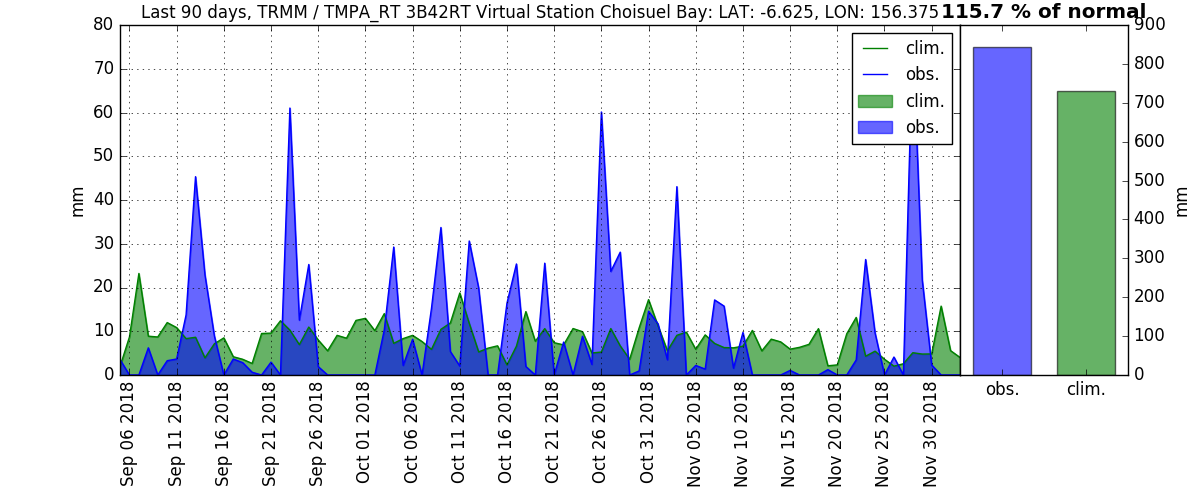 Last 90 days, TRMM / TMPA_RT 3B42RT Virtual Station Choisuel Bay: LAT: -6.625, LON: 156.375 115.7 % of normal
clim.
obs.
clim.
obs.
80
70
60
50
40
30
20
10
0
mm
900
800
700
600
500
400
300
200
100
0
mm
Sep 06 2018
Sep 11 2018
Sep 16 2018
Sep 21 2018
Sep 26 2018
Oct 01 2018
Oct 06 2018
Oct 11 2018
Oct 16 2018
Oct 21 2018
Oct 26 2018
Oct 31 2018
Nov 05 2018
Nov 10 2018
Nov 15 2018
Nov 20 2018
Nov 25 2018
Nov 30 2018
obs.
clim.